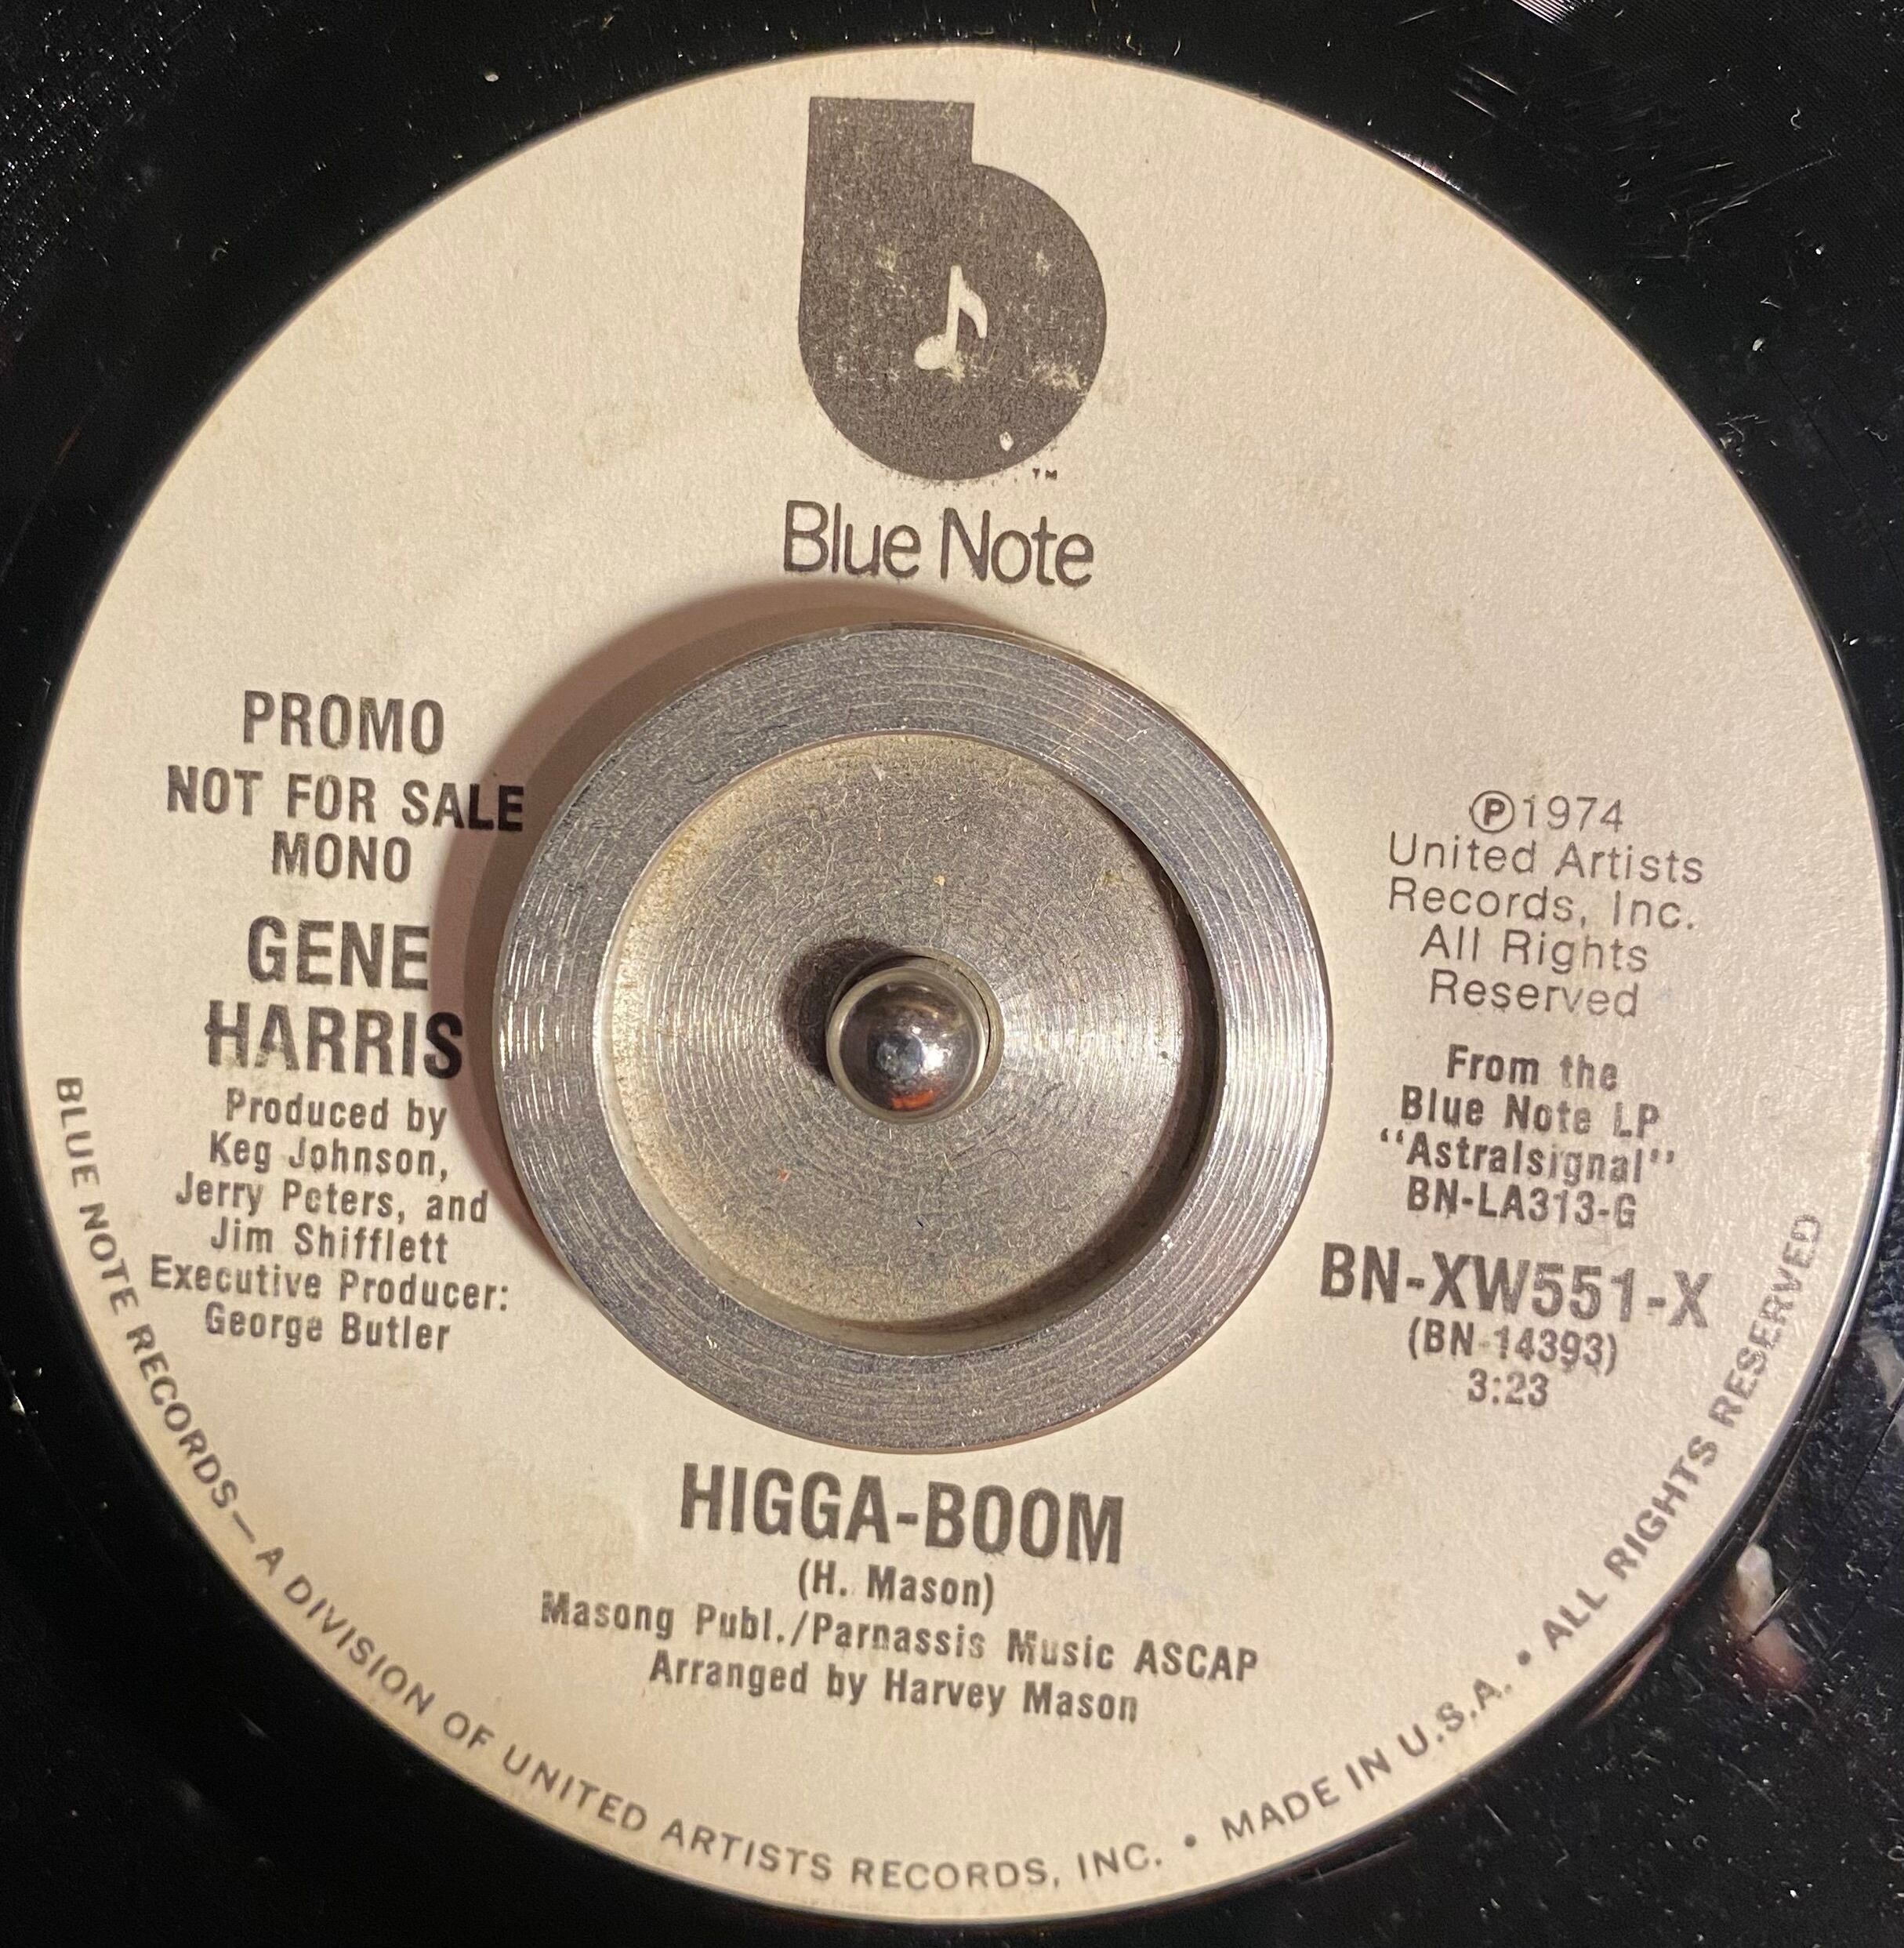 TM
Blue Note
PROMO
NOT FOR SALE
MONO
GENE
HARRIS
Produced by
Keg Johnson,
Jerry Peters, and
Jim Shifflett
Executive Producer:
George Butler
Ⓟ1974
United Artists
Records, Inc.
All Rights
Reserved
From the
Blue Note LP
“Astralsignal”
BN-LA313-G
BN-XW551-X
(BN-14393)
3:23
HIGGA-BOOM
(H. Mason)
Masong Publ./Parnassis Music ASCAP
Arranged by Harvey Mason
BLUE NOTE RECORDS — A DIVISION OF UNITED ARTISTS RECORDS, INC. • MADE IN U.S.A. • ALL RIGHTS RESERVED